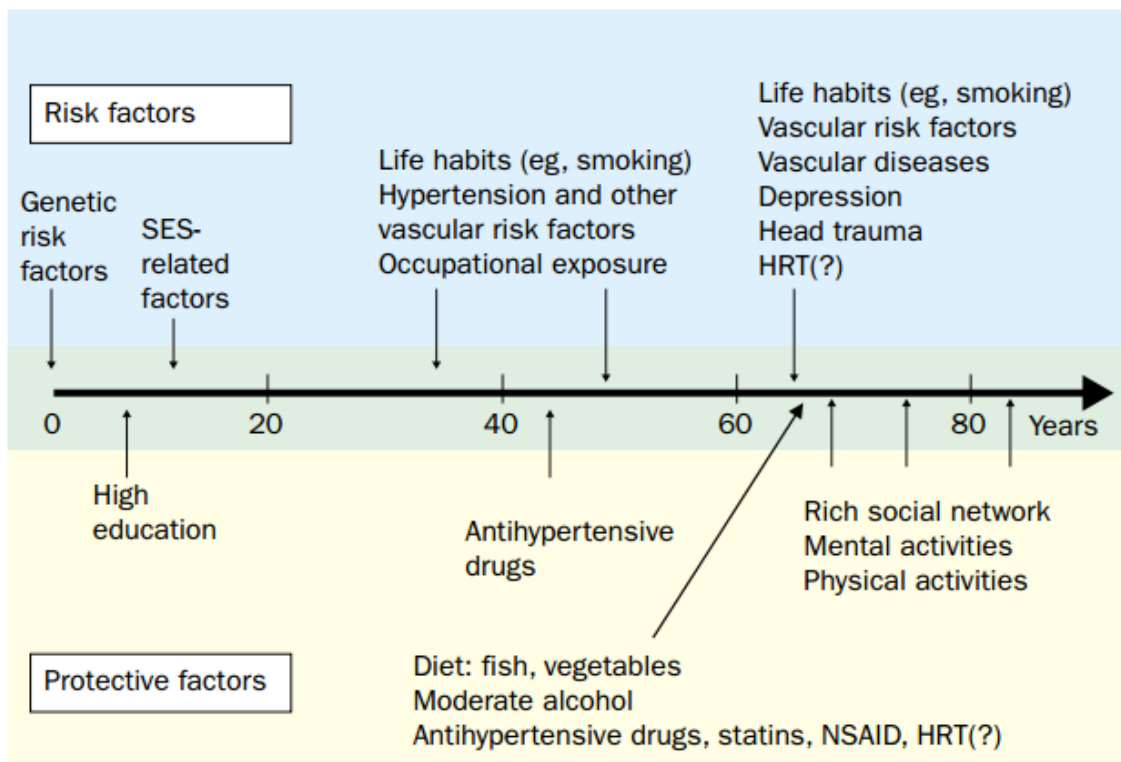 Risk factors
Genetic
risk
factors
SES-
related
factors
Life habits (eg, smoking)
Hypertension and other
vascular risk factors
Occupational exposure
Life habits (eg, smoking)
Vascular risk factors
Vascular diseases
Depression
Head trauma
HRT(?)
0 20 40 60 80 Years
High
education
Antihypertensive
drugs
Rich social network
Mental activities
Physical activities
Protective factors
Diet: fish, vegetables
Moderate alcohol
Antihypertensive drugs, statins, NSAID, HRT(?)